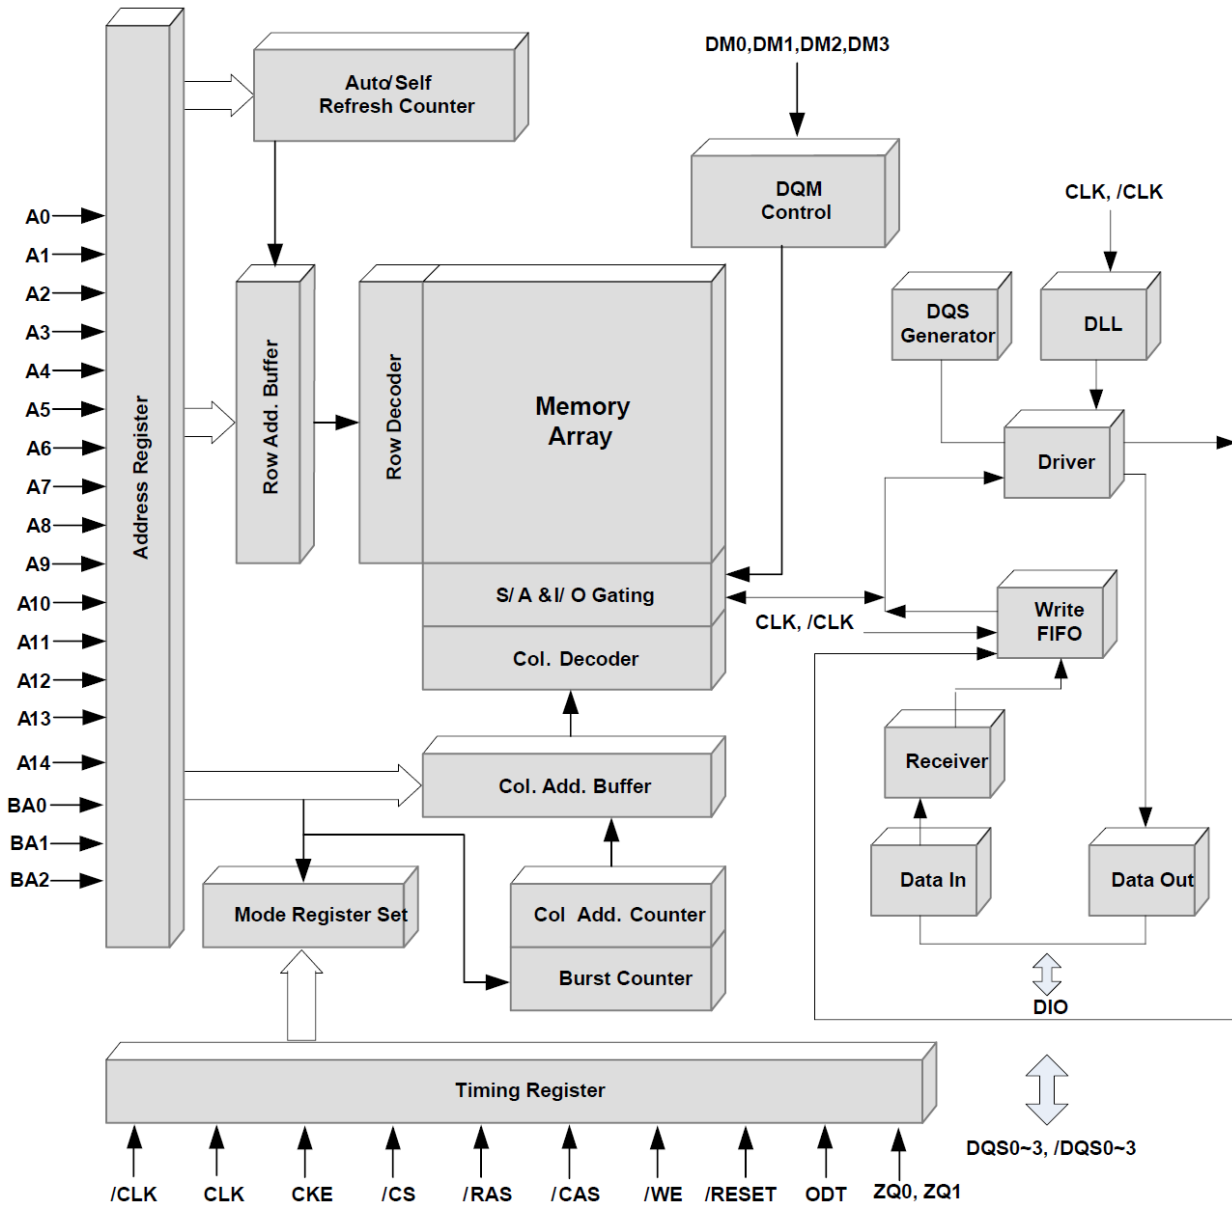 DM0,DM1,DM2,DM3
Auto/Self
Refresh Counter
DQM
Control
CLK, /CLK
A0
A1
A2
A3
A4
A5
A6
A7
A8
A9
A10
A11
A12
A13
A14
BA0
BA1
BA2
Address Register
Row Add. Buffer
Row Decoder
Memory
Array
S/ A &I/ O Gating
Col. Decoder
Col. Add. Buffer
Mode Register Set
Col Add. Counter
Burst Counter
DQS
Generator
DLL
Driver
CLK, /CLK
Write
FIFO
Receiver
Data In
Data Out
DIO
Timing Register
DQS0~3, /DQS0~3
/CLK
CLK
CKE
/CS
/RAS
/CAS
/WE
/RESET
ODT
ZQ0, ZQ1